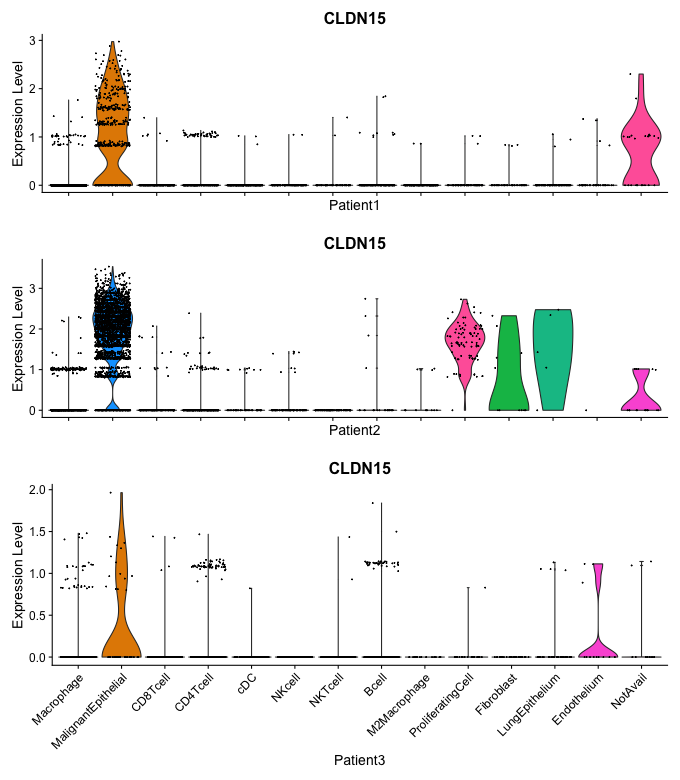 CLDN15
Expression Level
3
2
1
0
Patient1
CLDN15
Expression Level
3
2
1
0
Patient2
CLDN15
Expression Level
2.0
1.5
1.0
0.5
0.0
Macrophage
MalignantEpithelial
CD8Tcell
CD4Tcell
cDC
NKcell
NKTcell
Bcell
M2Macrophage
ProliferatingCell
Fibroblast
LungEpithelium
Endothelium
NotAvail
Patient3